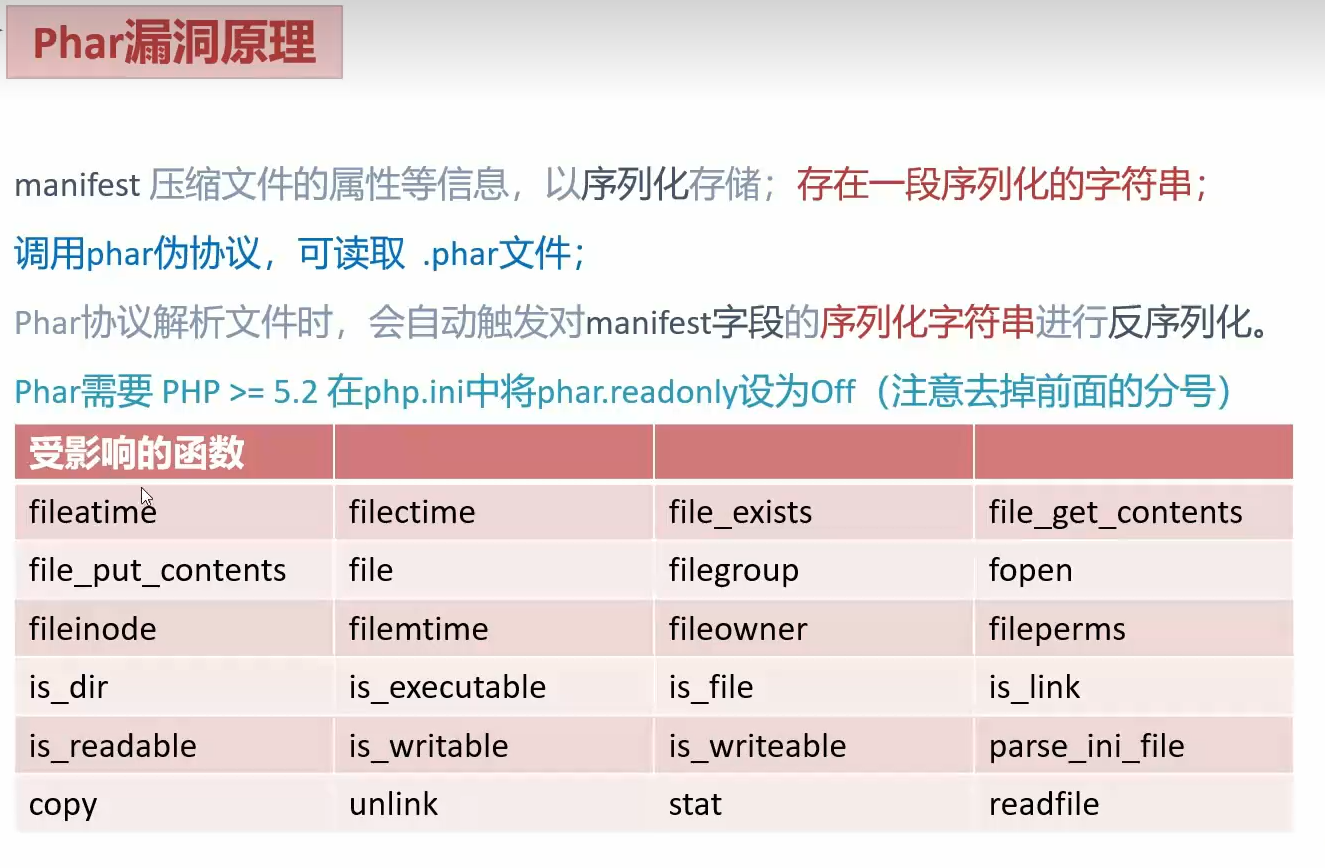 Phar漏洞原理
manifest 压缩文件的属性等信息，以序列化存储；存在一段序列化的字符串；
调用phar伪协议，可读取 .phar文件；
Phar协议解析文件时，会自动触发对manifest字段的序列化字符串进行反序列化。
Phar需要 PHP >= 5.2 在php.ini中将phar.readonly设为Off（注意去掉前面的分号）
受影响的函数
fileatime filectime file_exists file_get_contents
file_put_contents file filegroup fopen
fileinode filemtime fileowner fileperms
is_dir is_executable is_file is_link
is_readable is_writable is_writeable parse_ini_file
copy unlink stat readfile